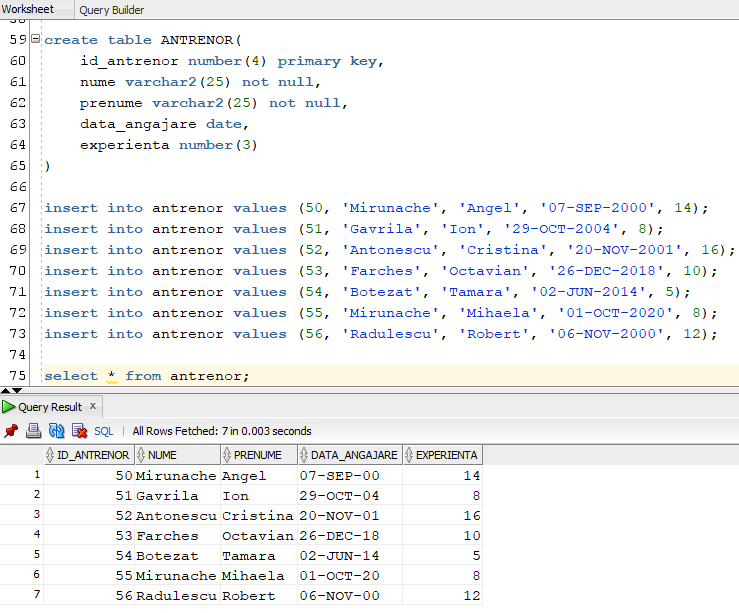 Worksheet Query Builder
58
59 create table ANTRENOR(
60 id_antrenor number(4) primary key,
61 nume varchar2(25) not null,
62 prenume varchar2(25) not null,
63 data_angajare date,
64 experienta number(3)
65 )
66
67 insert into antrenor values (50, 'Mirunache', 'Angel', '07-SEP-2000', 14);
68 insert into antrenor values (51, 'Gavrila', 'Ion', '29-OCT-2004', 8);
69 insert into antrenor values (52, 'Antonescu', 'Cristina', '20-NOV-2001', 16);
70 insert into antrenor values (53, 'Farches', 'Octavian', '26-DEC-2018', 10);
71 insert into antrenor values (54, 'Botezat', 'Tamara', '02-JUN-2014', 5);
72 insert into antrenor values (55, 'Mirunache', 'Mihaela', '01-OCT-2020', 8);
73 insert into antrenor values (56, 'Radulescu', 'Robert', '06-NOV-2000', 12);
74
75 select * from antrenor;
Query Result x
SQL | All Rows Fetched: 7 in 0.003 seconds
ID_ANTRENOR NUME PRENUME DATA_ANGAJARE EXPERIENTA
1 50 Mirunache Angel 07-SEP-00 14
2 51 Gavrila Ion 29-OCT-04 8
3 52 Antonescu Cristina 20-NOV-01 16
4 53 Farches Octavian 26-DEC-18 10
5 54 Botezat Tamara 02-JUN-14 5
6 55 Mirunache Mihaela 01-OCT-20 8
7 56 Radulescu Robert 06-NOV-00 12